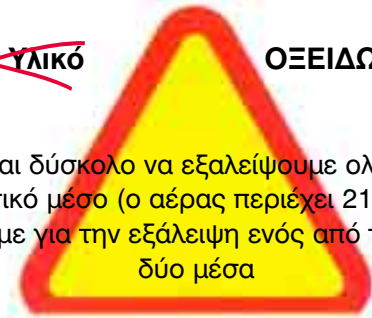 Υλικό ΟΞΕΙΔΩ
αι δύσκολο να εξαλείψουμε ολ
τικό μέσο (ο αέρας περιέχει 21
με για την εξάλειψη ενός από τ
δύο μέσα